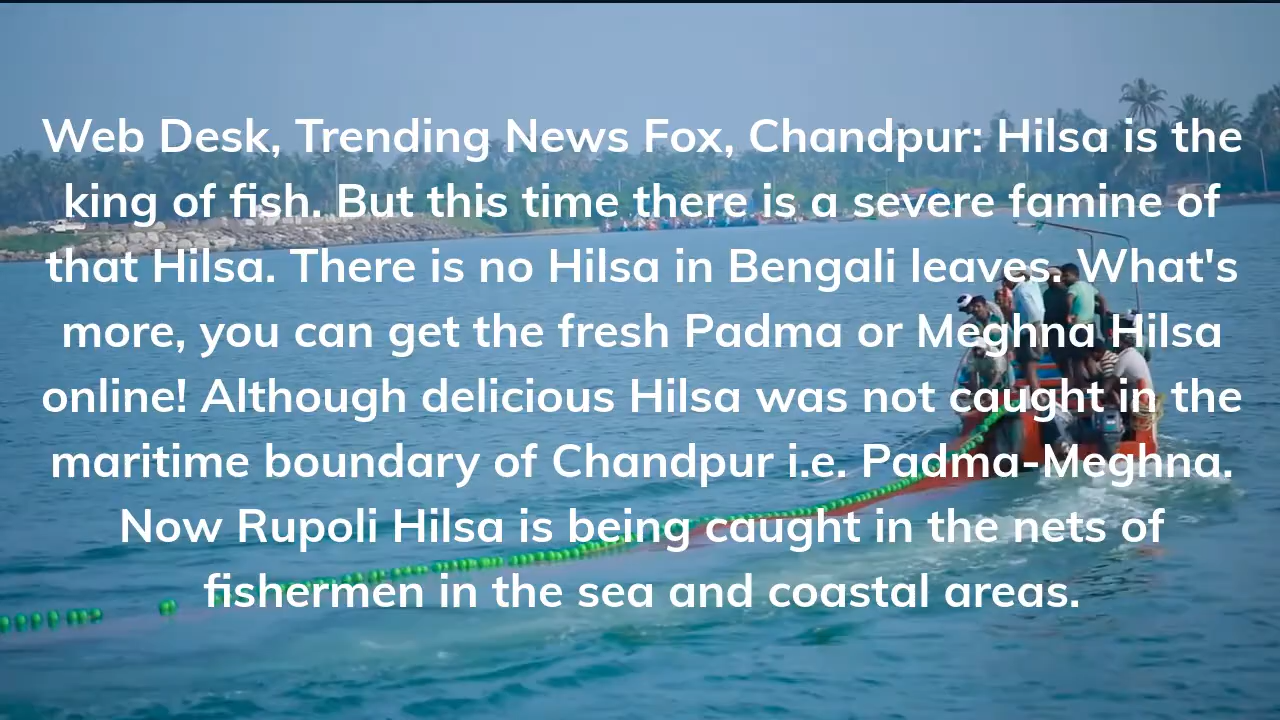 Web Desk, Trending News Fox, Chandpur: Hilsa is the
king of fish. But this time there is a severe famine of
that Hilsa. There is no Hilsa in Bengali leaves. What's
more, you can get the fresh Padma or Meghna Hilsa
online! Although delicious Hilsa was not caught in the
maritime boundary of Chandpur i.e. Padma-Meghna.
Now Rupoli Hilsa is being caught in the nets of
fishermen in the sea and coastal areas.